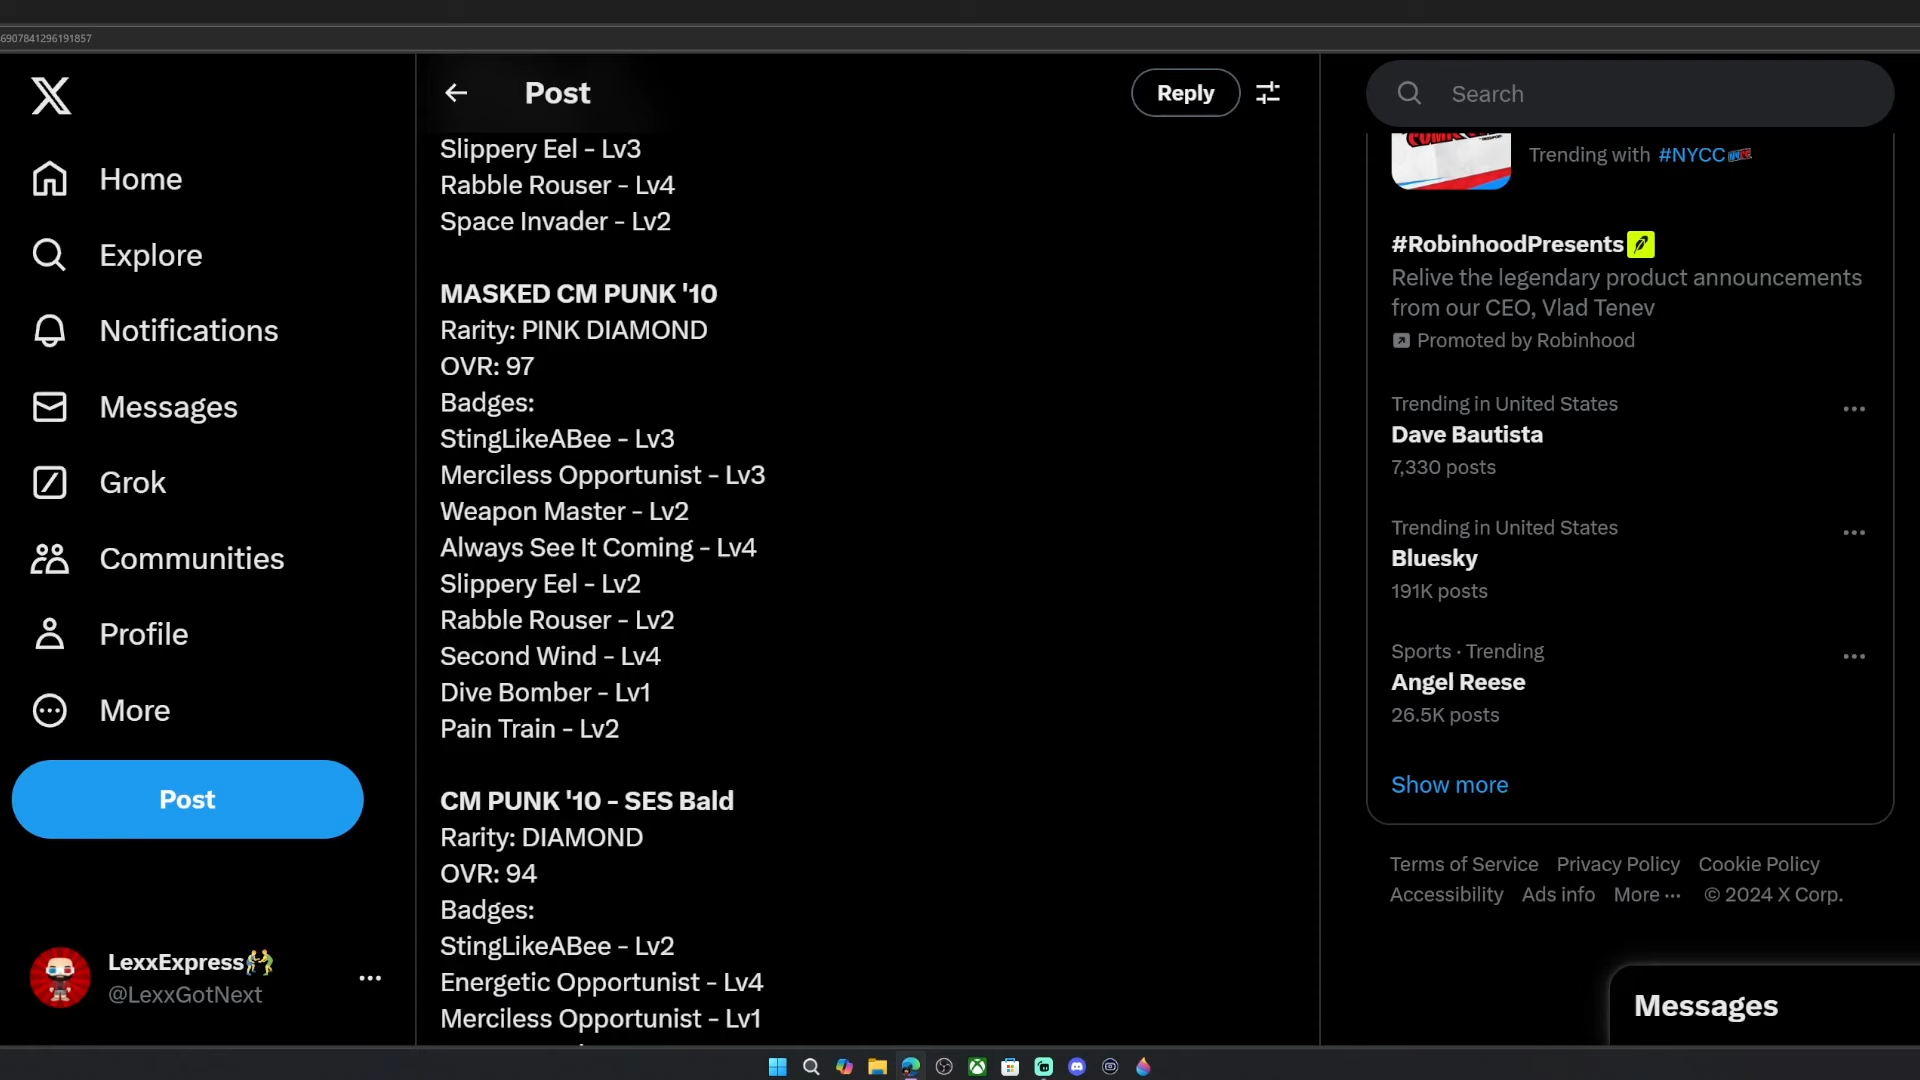 6907841296191857
Home
Explore
Notifications
Messages
Grok
Communities
Profile
More
Post
LexxExpress
@LexxGotNext
Post
Reply
Slippery Eel - Lv3
Rabble Rouser - Lv4
Space Invader - Lv2
MASKED CM PUNK '10
Rarity: PINK DIAMOND
OVR: 97
Badges:
StingLikeABee - Lv3
Merciless Opportunist - Lv3
Weapon Master - Lv2
Always See It Coming - Lv4
Slippery Eel - Lv2
Rabble Rouser - Lv2
Second Wind - Lv4
Dive Bomber - Lv1
Pain Train - Lv2
CM PUNK '10 - SES Bald
Rarity: DIAMOND
OVR: 94
Badges:
StingLikeABee - Lv2
Energetic Opportunist - Lv4
Merciless Opportunist - Lv1
Search
Trending with #NYCC
#RobinhoodPresents
Relive the legendary product announcements
from our CEO, Vlad Tenev
Promoted by Robinhood
Trending in United States
Dave Bautista
7,330 posts
Trending in United States
Bluesky
191K posts
Sports · Trending
Angel Reese
26.5K posts
Show more
Terms of Service Privacy Policy Cookie Policy
Accessibility Ads info More ··· © 2024 X Corp.
Messages